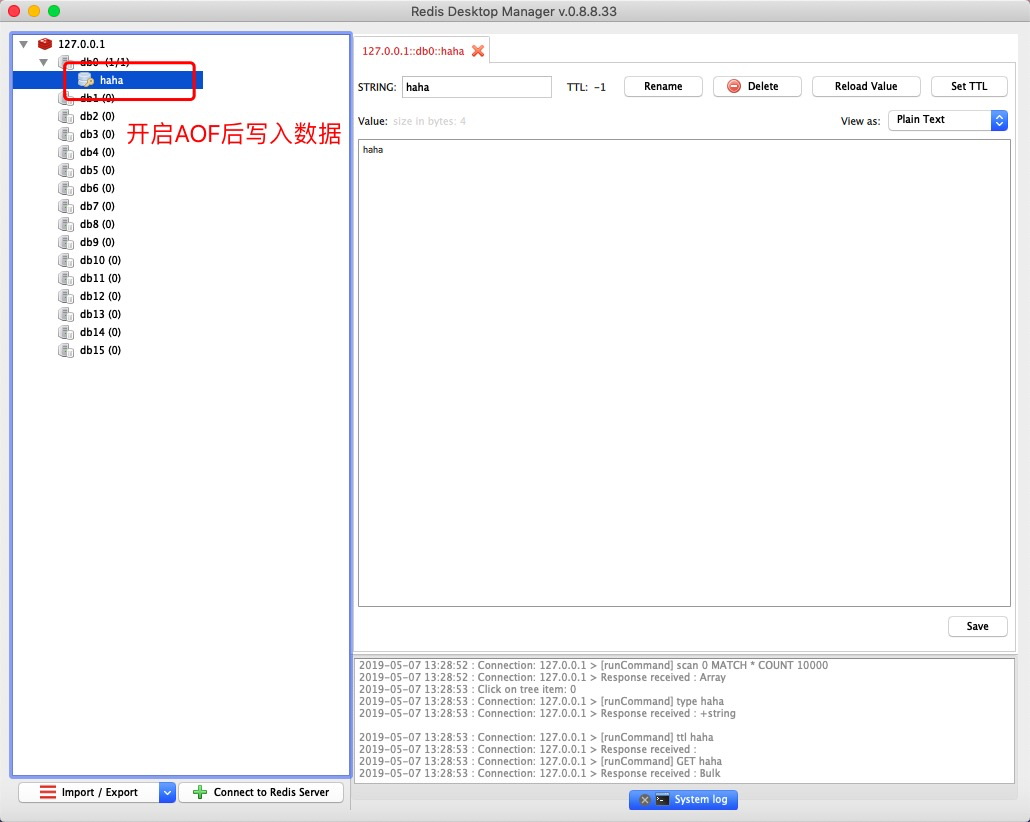 Redis Desktop Manager v.0.8.8.33
127.0.0.1
db0 (1/1)
haha
db1 (0)
db2 (0)
db3 (0)
db4 (0)
db5 (0)
db6 (0)
db7 (0)
db8 (0)
db9 (0)
db10 (0)
db11 (0)
db12 (0)
db13 (0)
db14 (0)
db15 (0)
开启AOF后写入数据
Import / Export
Connect to Redis Server
127.0.0.1::db0::haha
STRING: haha TTL: -1 Rename Delete Reload Value Set TTL
Value: size in bytes: 4 View as: Plain Text
haha
Save
2019-05-07 13:28:52 : Connection: 127.0.0.1 > [runCommand] scan 0 MATCH * COUNT 10000
2019-05-07 13:28:52 : Connection: 127.0.0.1 > Response received : Array
2019-05-07 13:28:53 : Click on tree item: 0
2019-05-07 13:28:53 : Connection: 127.0.0.1 > [runCommand] type haha
2019-05-07 13:28:53 : Connection: 127.0.0.1 > Response received : +string
2019-05-07 13:28:53 : Connection: 127.0.0.1 > [runCommand] ttl haha
2019-05-07 13:28:53 : Connection: 127.0.0.1 > Response received :
2019-05-07 13:28:53 : Connection: 127.0.0.1 > [runCommand] GET haha
2019-05-07 13:28:53 : Connection: 127.0.0.1 > Response received : Bulk
System log